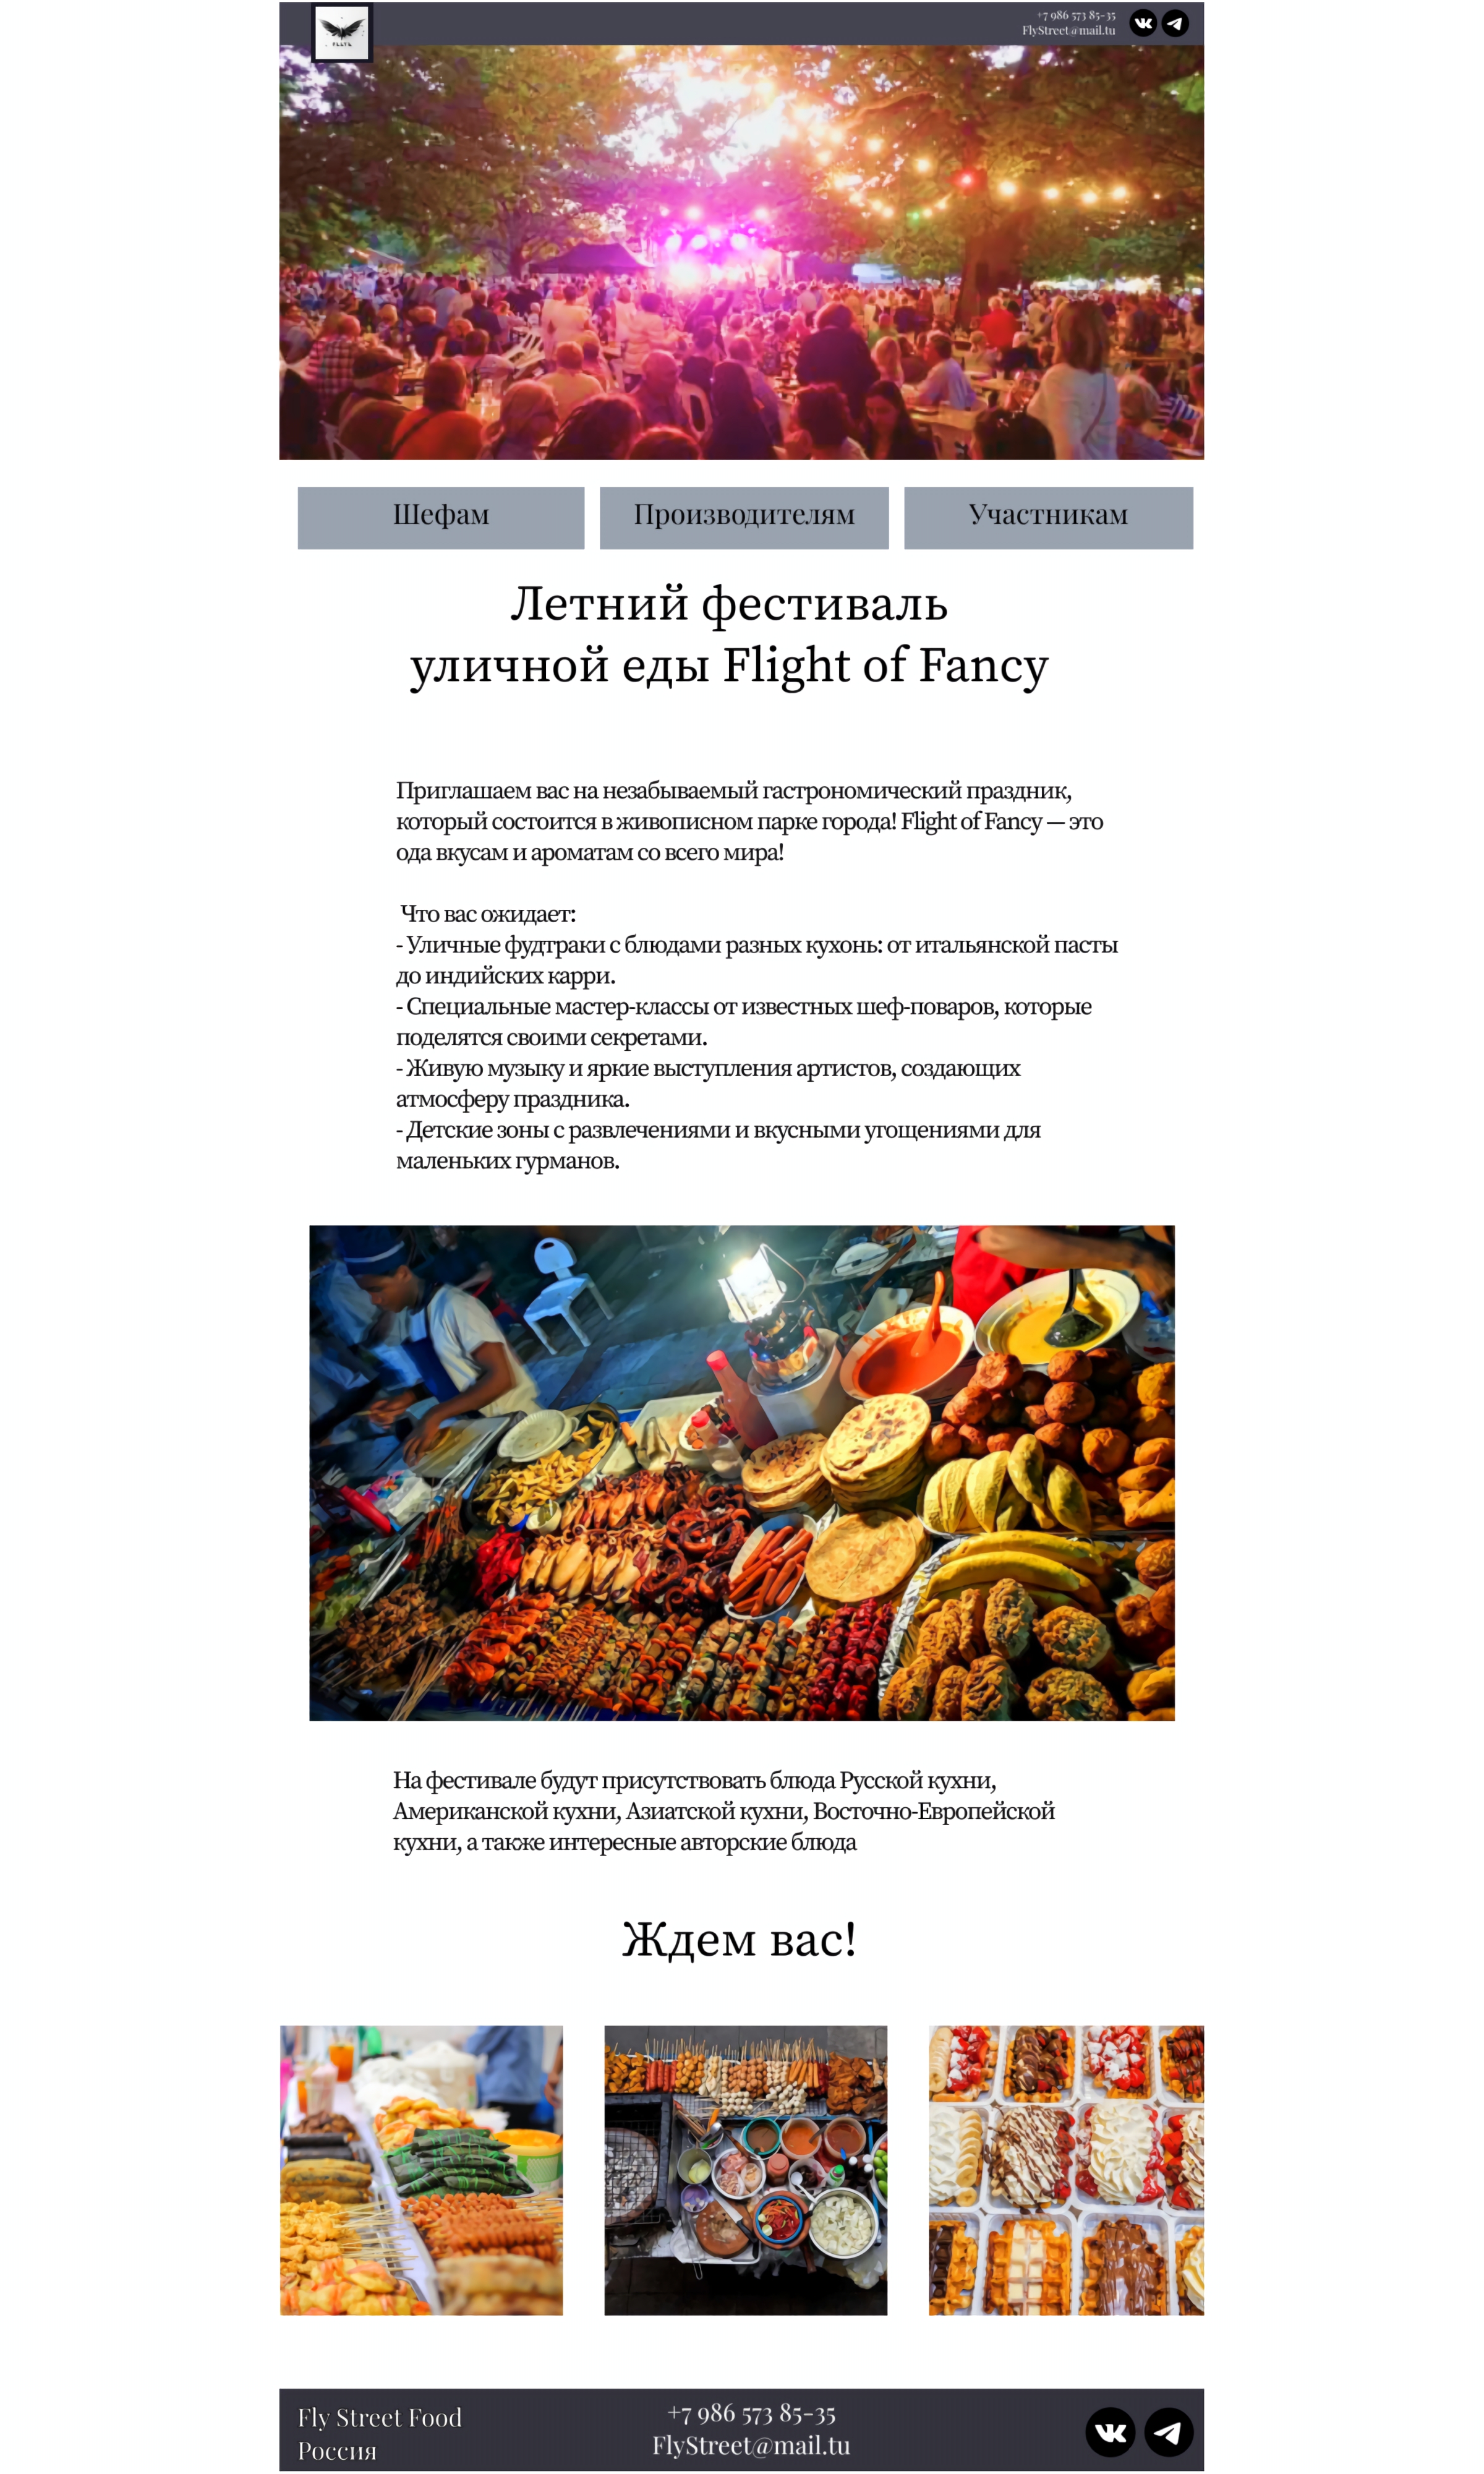 +7 986 573 85-35
FlyStreet@mail.tu
Шефам
Производителям
Участникам
Летний фестиваль
уличной еды Flight of Fancy
Приглашаем вас на незабываемый гастрономический праздник,
который состоится в живописном парке города! Flight of Fancy — это
ода вкусам и ароматам со всего мира!
Что вас ожидает:
- Уличные фудтраки с блюдами разных кухонь: от итальянской пасты
до индийских карри.
- Специальные мастер-классы от известных шеф-поваров, которые
поделятся своими секретами.
- Живую музыку и яркие выступления артистов, создающих
атмосферу праздника.
- Детские зоны с развлечениями и вкусными угощениями для
маленьких гурманов.
На фестивале будут присутствовать блюда Русской кухни,
Американской кухни, Азиатской кухни, Восточно-Европейской
кухни, а также интересные авторские блюда
Ждем вас!
Fly Street Food
Россия
+7 986 573 85-35
FlyStreet@mail.tu